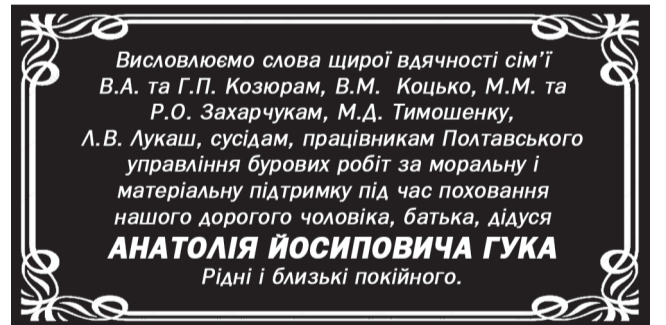 Висловлюємо слова щирої вдячності сім’ї
В.А. та Г.П. Козюрам, В.М. Коцько, М.М. та
Р.О. Захарчукам, М.Д. Тимошенку,
Л.В. Лукаш, сусідам, працівникам Полтавського
управління бурових робіт за моральну і
матеріальну підтримку під час поховання
нашого дорогого чоловіка, батька, дідуся
АНАТОЛІЯ ЙОСИПОВИЧА ГУКА
Рідні і близькі покійного.